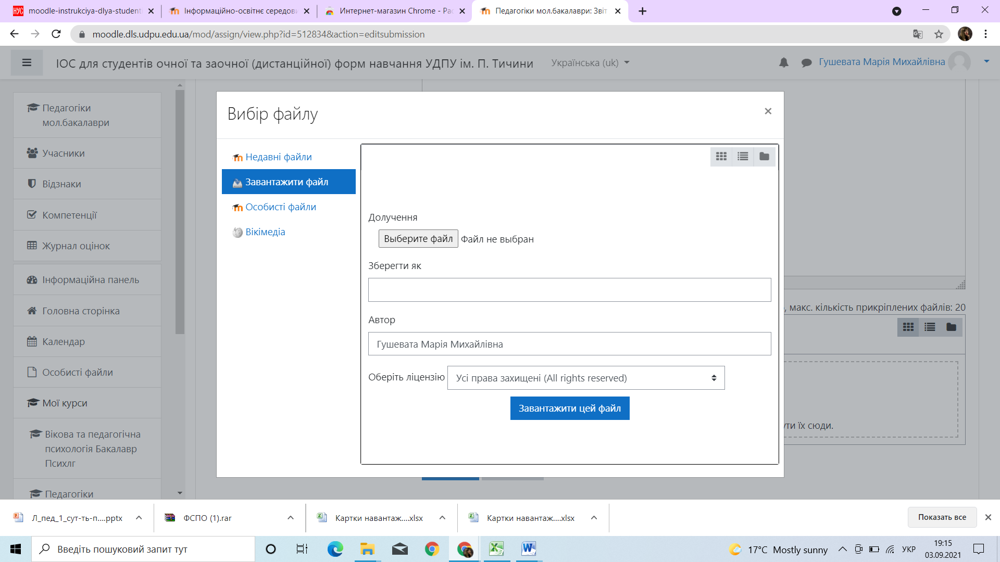 moodle-instrukciya-dlya-student
Інформаційно-освітнє середови
Интернет-магазин Chrome - Рас
Педагогіки мол.бакалаври: Звіт
moodle.dls.udpu.edu.ua/mod/assign/view.php?id=512834&action=editsubmission
ІОС для студентів очної та заочної (дистанційної) форм навчання УДПУ ім. П. Тичини
Українська (uk)
Гушевата Марія Михайлівна
Педагогіки
мол.бакалаври
Учасники
Відзнаки
Компетенції
Журнал оцінок
Інформаційна панель
Головна сторінка
Календар
Особисті файли
Мої курси
Вікова та педагогічна
психологія Бакалавр
Психлг
Педагогіки
Вибір файлу
×
Недавні файли
Завантажити файл
Особисті файли
Вікімедіа
Долучення
Выберите файл Файл не выбран
Зберегти як
Автор
Гушевата Марія Михайлівна
Оберіть ліцензію
Усі права захищені (All rights reserved)
Завантажити цей файл
, макс. кількість прикріплених файлів: 20
ути їх сюди.
Л_пед_1_сут-ть-п....pptx
ФСПО (1).rar
Картки навантаж....xlsx
Картки навантаж....xlsx
Показать все
Введіть пошуковий запит тут
17°C Mostly sunny
УКР
19:15
03.09.2021